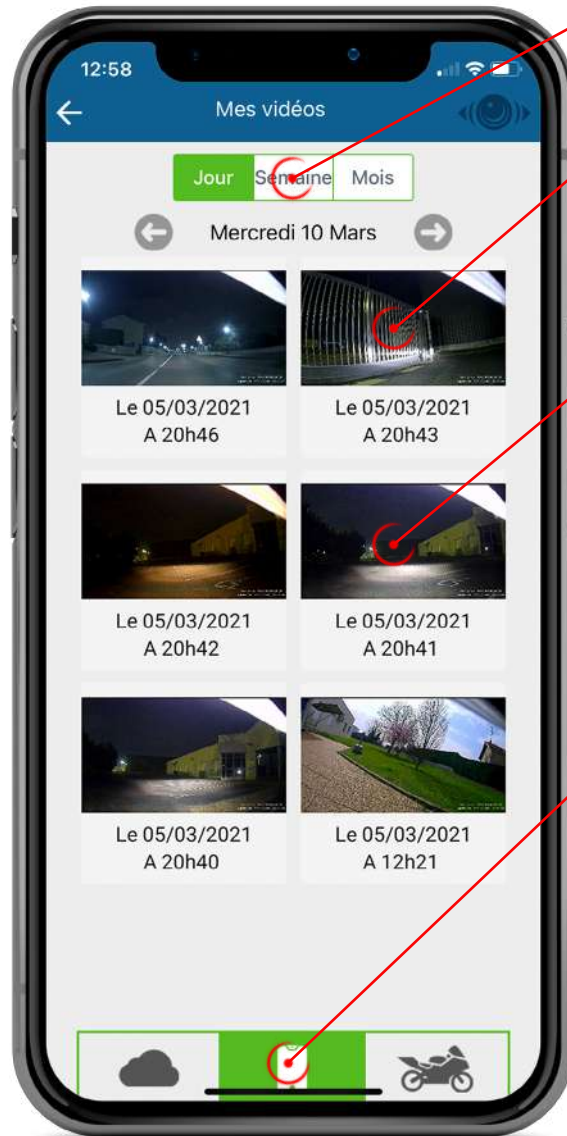 12:58
Mes vidéos
Jour Semaine Mois
Mercredi 10 Mars
Le 05/03/2021
A 20h46
Le 05/03/2021
A 20h43
Le 05/03/2021
A 20h42
Le 05/03/2021
A 20h41
Le 05/03/2021
A 20h40
Le 05/03/2021
A 12h21